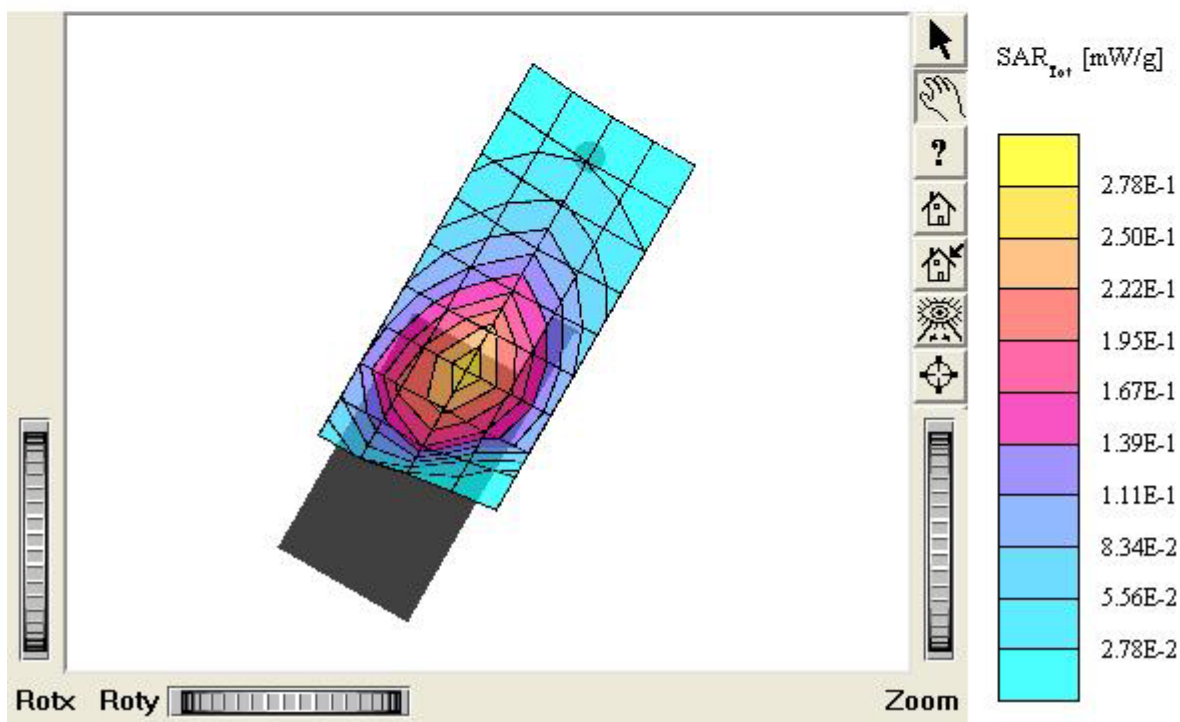 SARTot [mW/g]
?
2.78E-1
2.50E-1
2.22E-1
1.95E-1
1.67E-1
1.39E-1
1.11E-1
8.34E-2
5.56E-2
2.78E-2
Rotx Roty Zoom